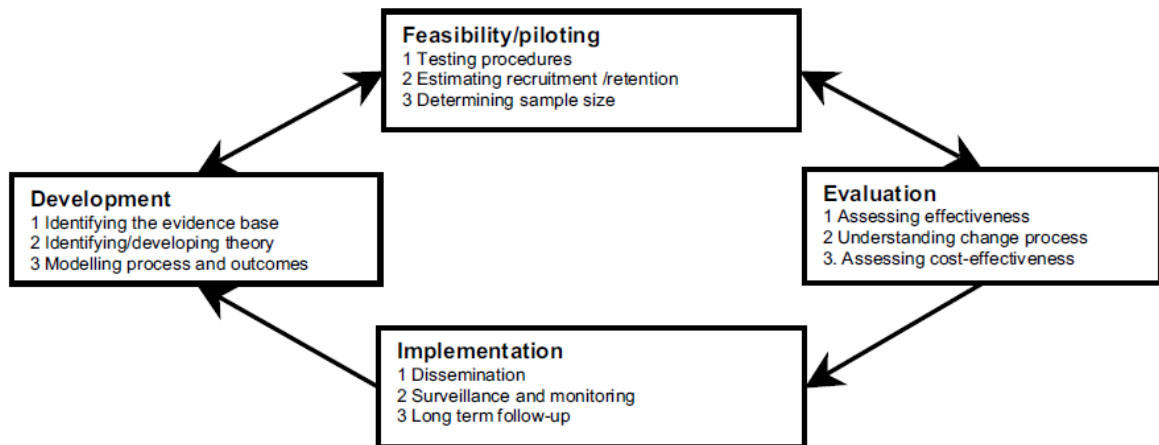 Feasibility/piloting
1 Testing procedures
2 Estimating recruitment /retention
3 Determining sample size
Development
1 Identifying the evidence base
2 Identifying/developing theory
3 Modelling process and outcomes
Evaluation
1 Assessing effectiveness
2 Understanding change process
3. Assessing cost-effectiveness
Implementation
1 Dissemination
2 Surveillance and monitoring
3 Long term follow-up